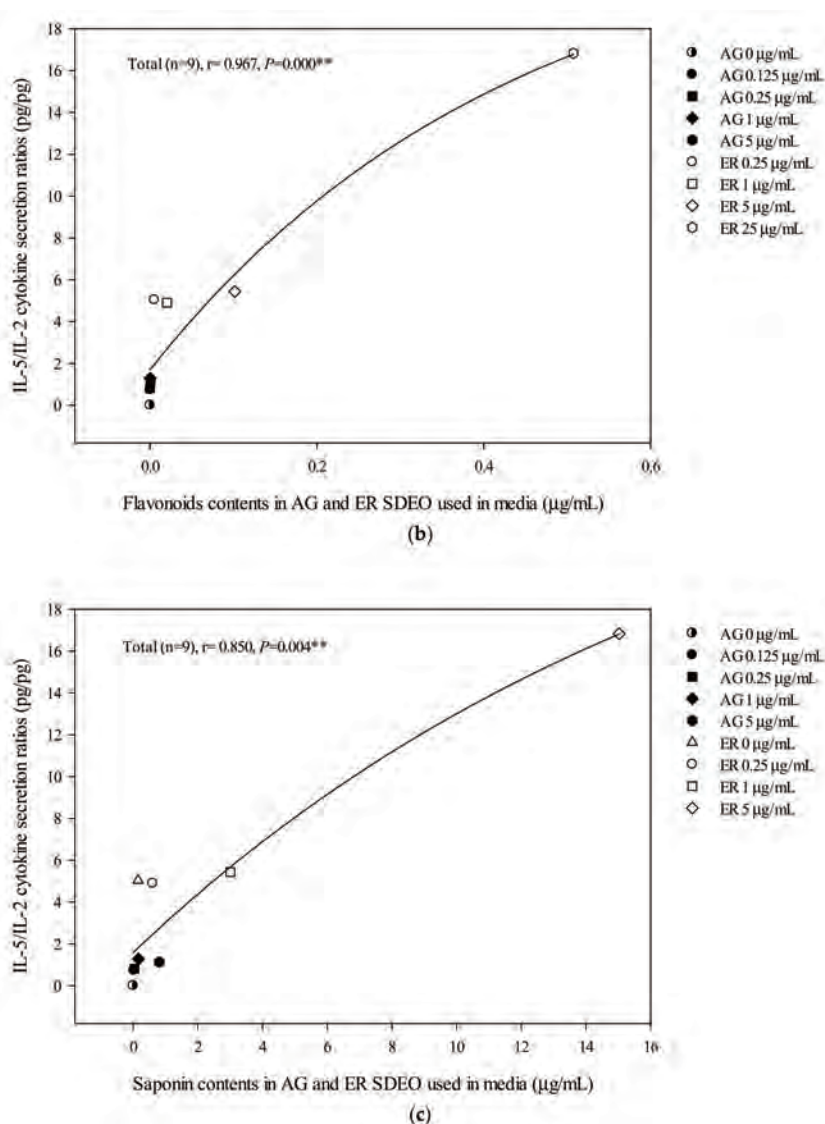 18
16
14
12
10
8
6
4
2
0
IL-5/IL-2 cytokine secretion ratios (pg/pg)
Total (n=9), r= 0.967, P=0.000**
0.0 0.2 0.4 0.6
Flavonoids contents in AG and ER SDEO used in media (µg/mL)
AG 0 µg/mL
AG 0.125 µg/mL
AG 0.25 µg/mL
AG 1 µg/mL
AG 5 µg/mL
ER 0.25 µg/mL
ER 1 µg/mL
ER 5 µg/mL
ER 25 µg/mL
(b)
18
16
14
12
10
8
6
4
2
0
IL-5/IL-2 cytokine secretion ratios (pg/pg)
Total (n=9), r= 0.850, P=0.004**
0 2 4 6 8 10 12 14 16
Saponin contents in AG and ER SDEO used in media (µg/mL)
AG 0 µg/mL
AG 0.125 µg/mL
AG 0.25 µg/mL
AG 1 µg/mL
AG 5 µg/mL
ER 0 µg/mL
ER 0.25 µg/mL
ER 1 µg/mL
ER 5 µg/mL
(c)